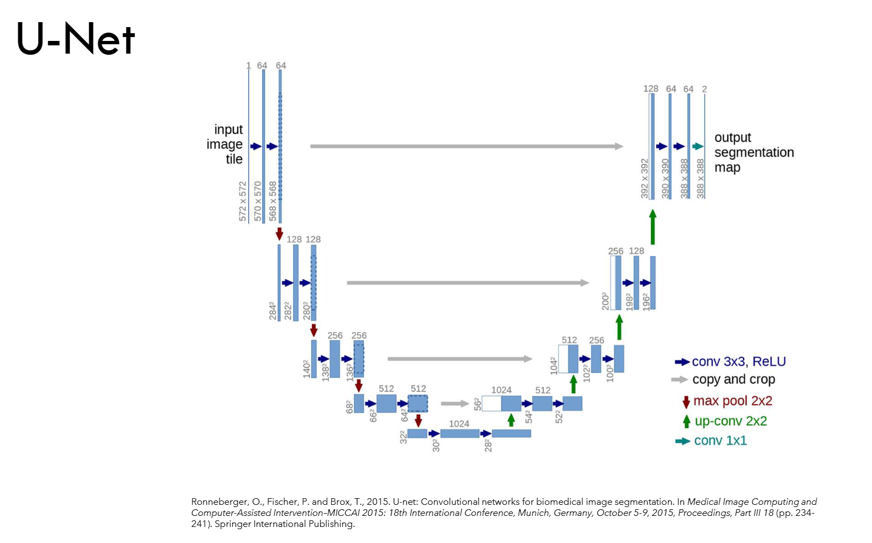 U-Net
1 64 64
input
image
tile
572 x 572
570 x 570
568 x 568
128 64 64 2
output
segmentation
map
392 x 392
390 x 390
388 x 388
388 x 388
128 128
284²
282²
280²
256 128
200²
198²
196²
256 256
140²
138²
136²
512 256
104²
102²
100²
512 512
68²
66²
64²
1024 512
56²
54²
52²
1024
32²
30²
28²
conv 3x3, ReLU
copy and crop
max pool 2x2
up-conv 2x2
conv 1x1
Ronneberger, O., Fischer, P. and Brox, T., 2015. U-net: Convolutional networks for biomedical image segmentation. In Medical Image Computing and
Computer-Assisted Intervention–MICCAI 2015: 18th International Conference, Munich, Germany, October 5-9, 2015, Proceedings, Part III 18 (pp. 234-
241). Springer International Publishing.